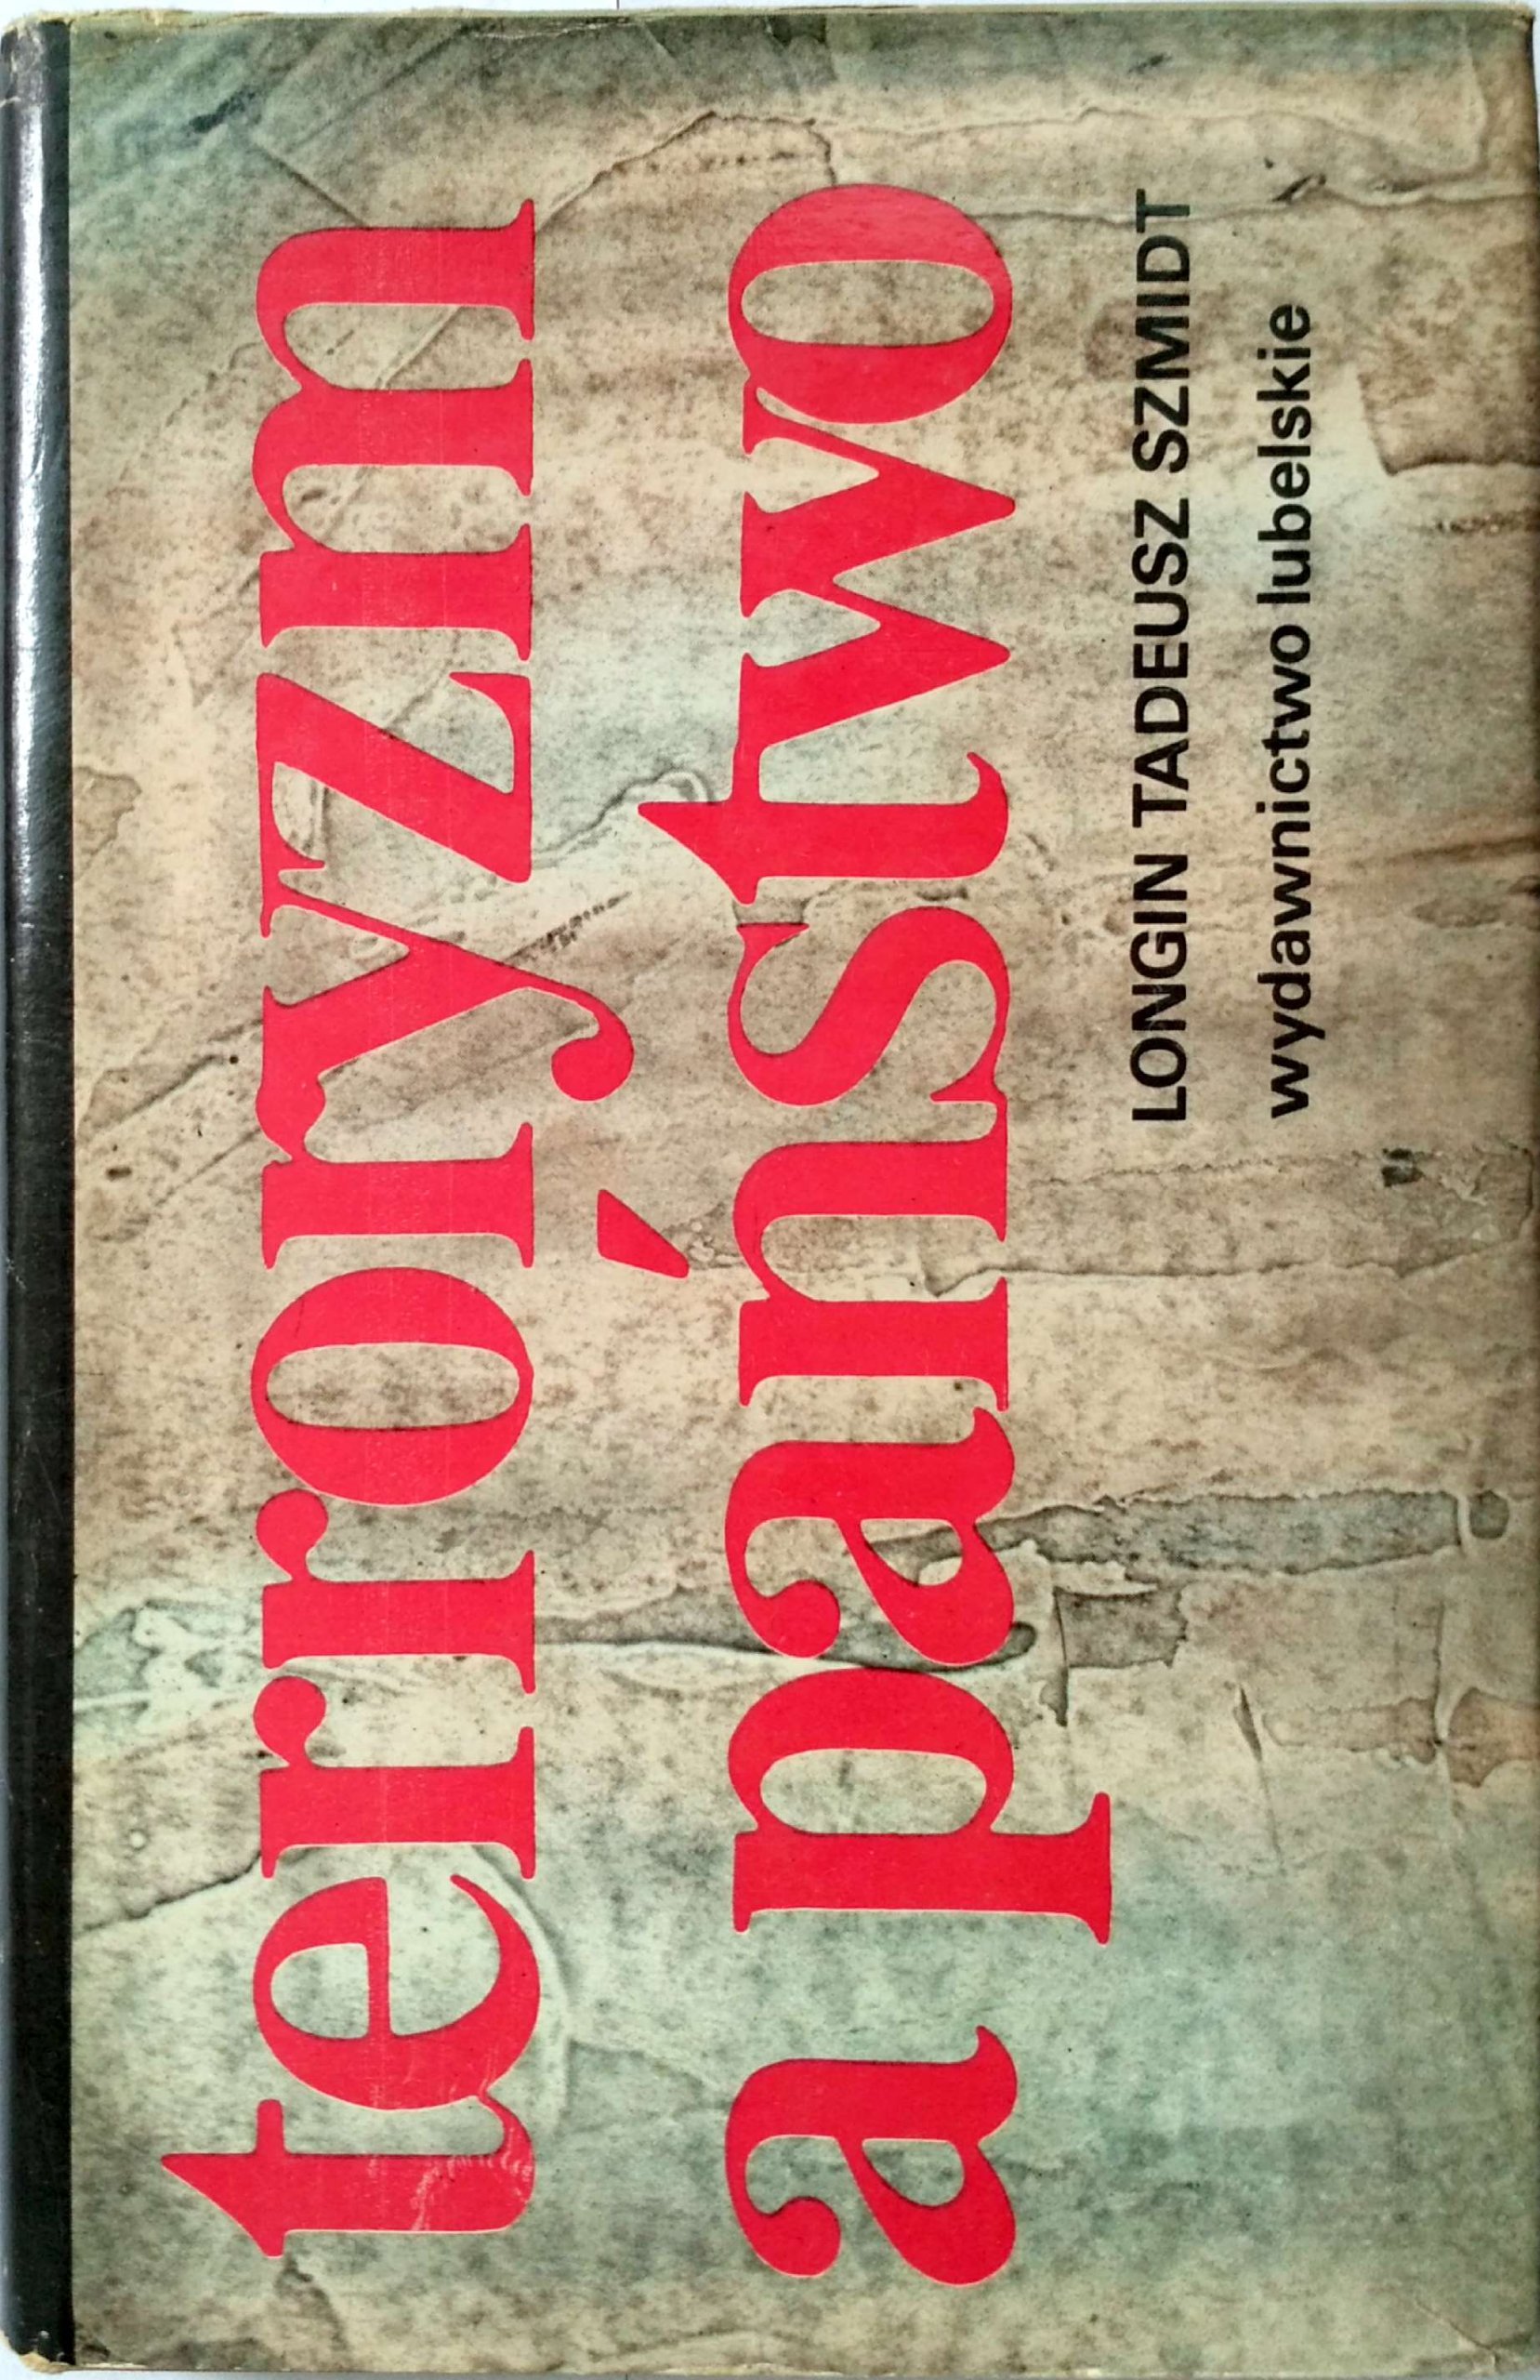 terroryzm
a państwo
LONGIN TADEUSZ SZMIDT
wydawnictwo lubelskie